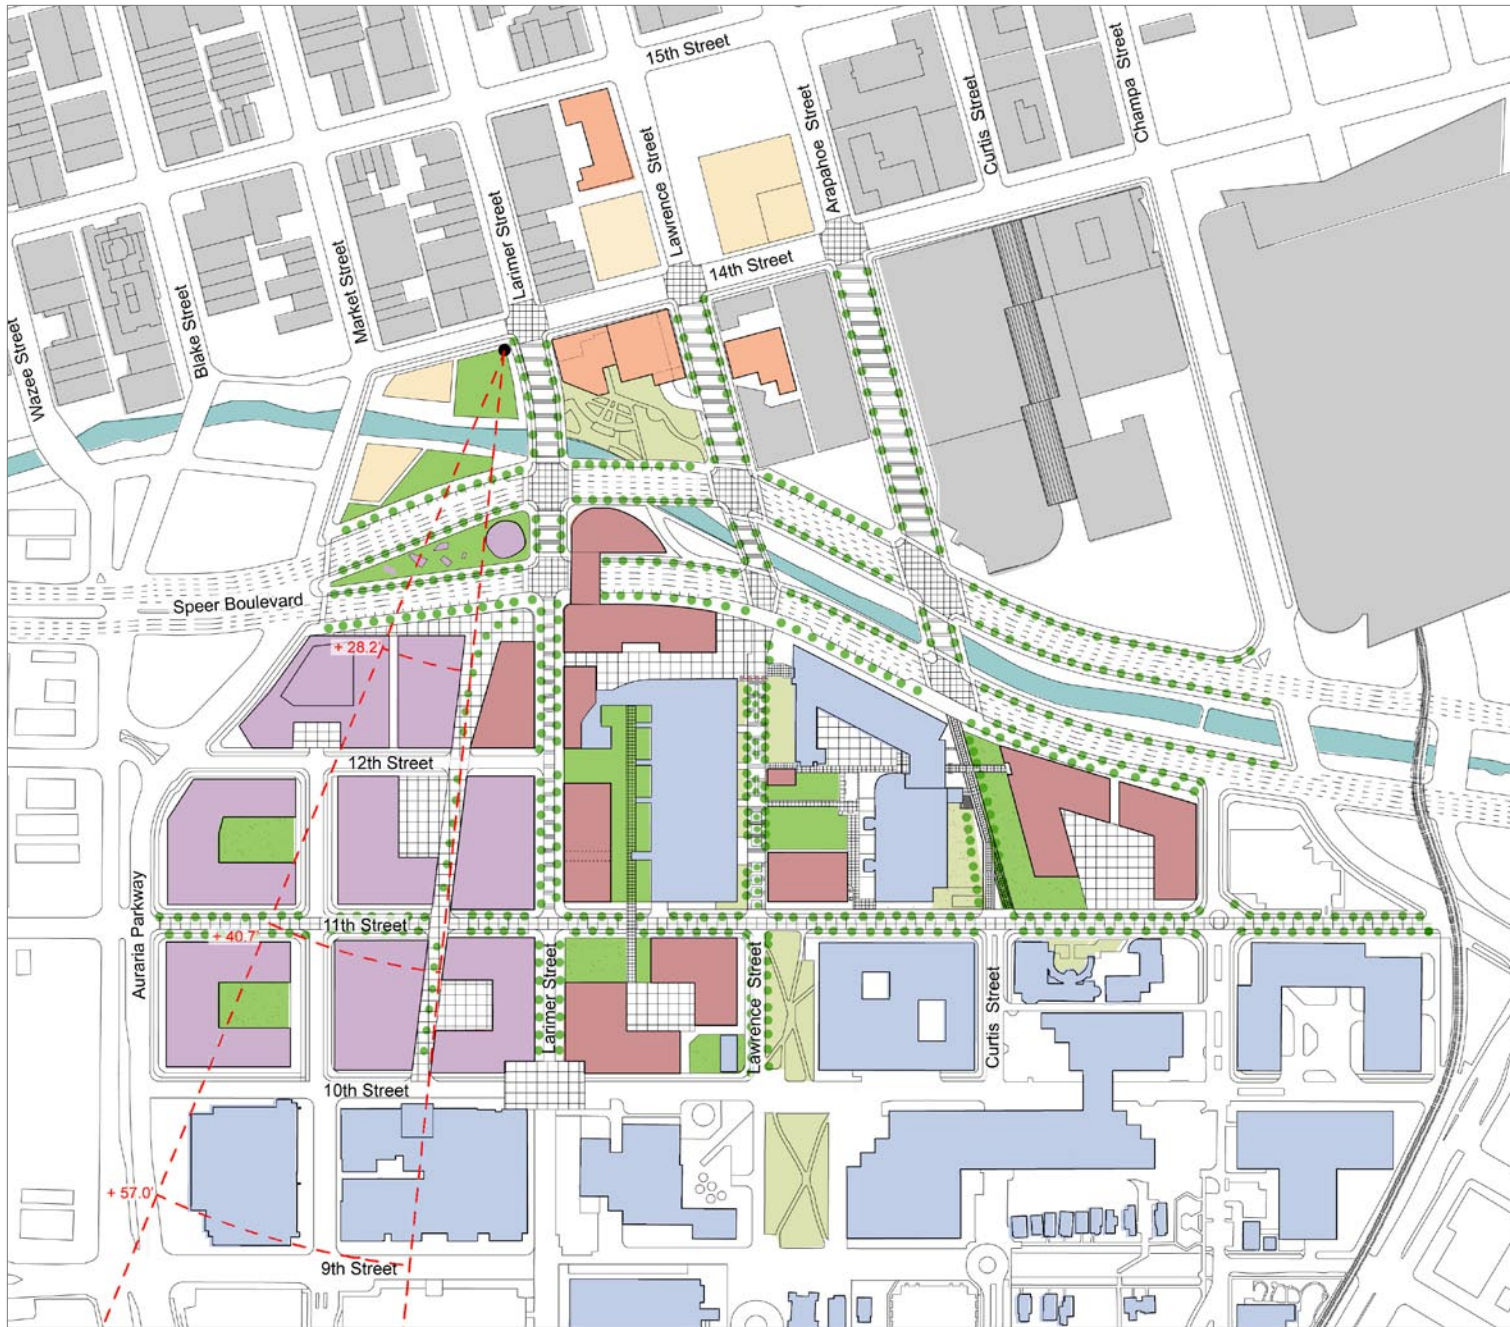 15th Street
Champa Street
Curtis Street
Arapahoe Street
Lawrence Street
Larimer Street
14th Street
Market Street
Blake Street
Wazee Street
Speer Boulevard
+ 28.2'
12th Street
Auraria Parkway
11th Street
+ 40.7'
Larimer Street
Lawrence Street
Curtis Street
10th Street
+ 57.0'
9th Street